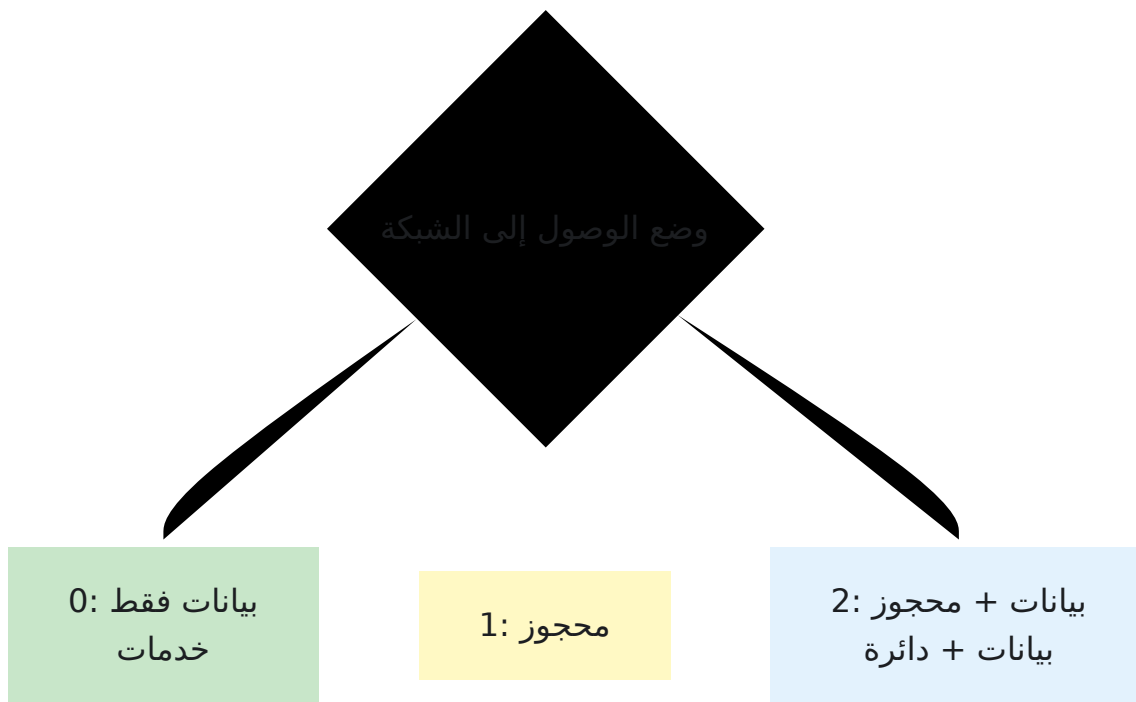 وضع الوصول إلى الشبكة
0: بيانات فقط
خدمات
1: محجوز
2: بيانات + محجوز
بيانات + دائرة